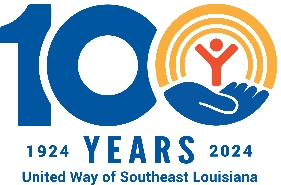 100
1924 YEARS 2024
United Way of Southeast Louisiana